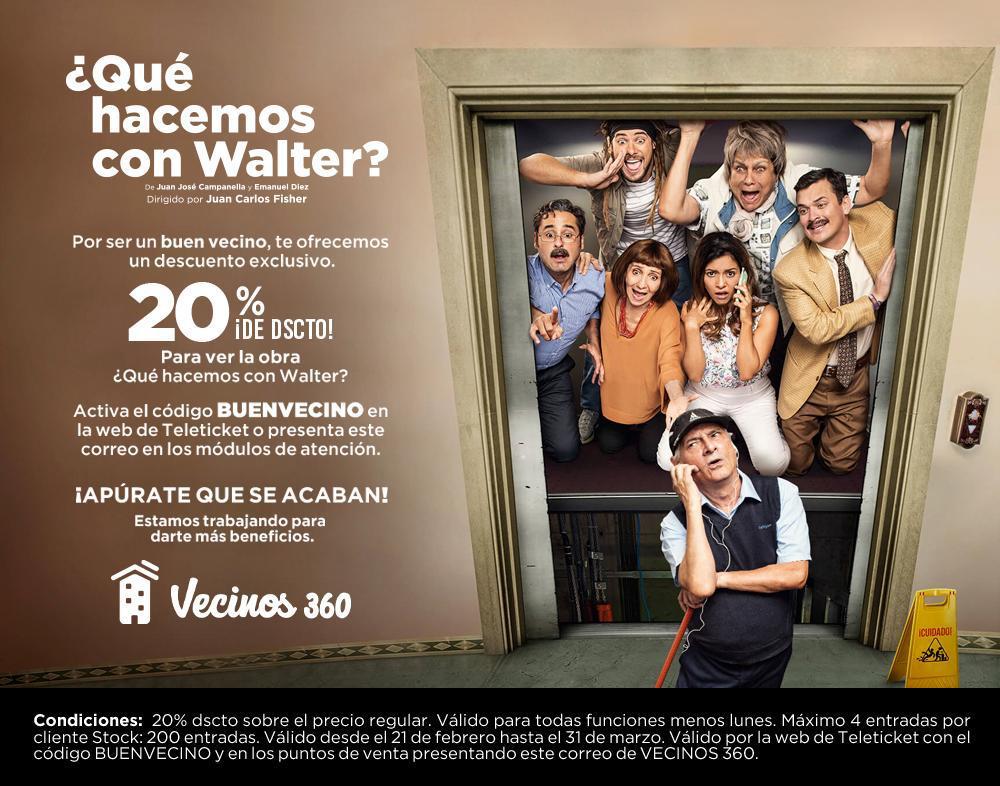 ¿Qué
hacemos
con Walter?
De Juan José Campanella y Emanuel Diez
Dirigido por Juan Carlos Fisher
Por ser un buen vecino, te ofrecemos
un descuento exclusivo.
20% ¡DE DSCTO!
Para ver la obra
¿Qué hacemos con Walter?
Activa el código BUENVECINO en
la web de Teleticket o presenta este
correo en los módulos de atención.
¡APÚRATE QUE SE ACABAN!
Estamos trabajando para
darte más beneficios.
Vecinos 360
¡CUIDADO!
Condiciones: 20% dscto sobre el precio regular. Válido para todas funciones menos lunes. Máximo 4 entradas por
cliente Stock: 200 entradas. Válido desde el 21 de febrero hasta el 31 de marzo. Válido por la web de Teleticket con el
código BUENVECINO y en los puntos de venta presentando este correo de VECINOS 360.